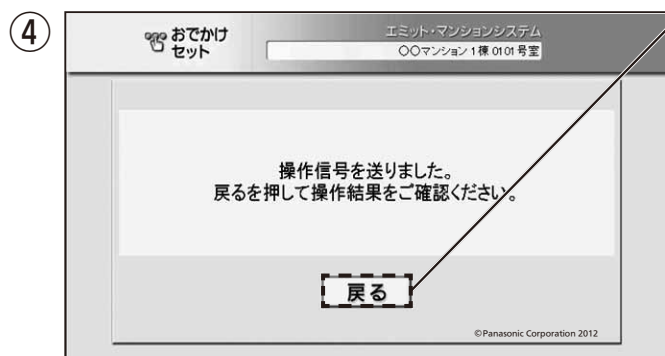 ④
おでかけ
セット
エミット・マンションシステム
〇〇マンション 1棟 0101号室
操作信号を送りました。
戻るを押して操作結果をご確認ください。
戻る
©Panasonic Corporation 2012